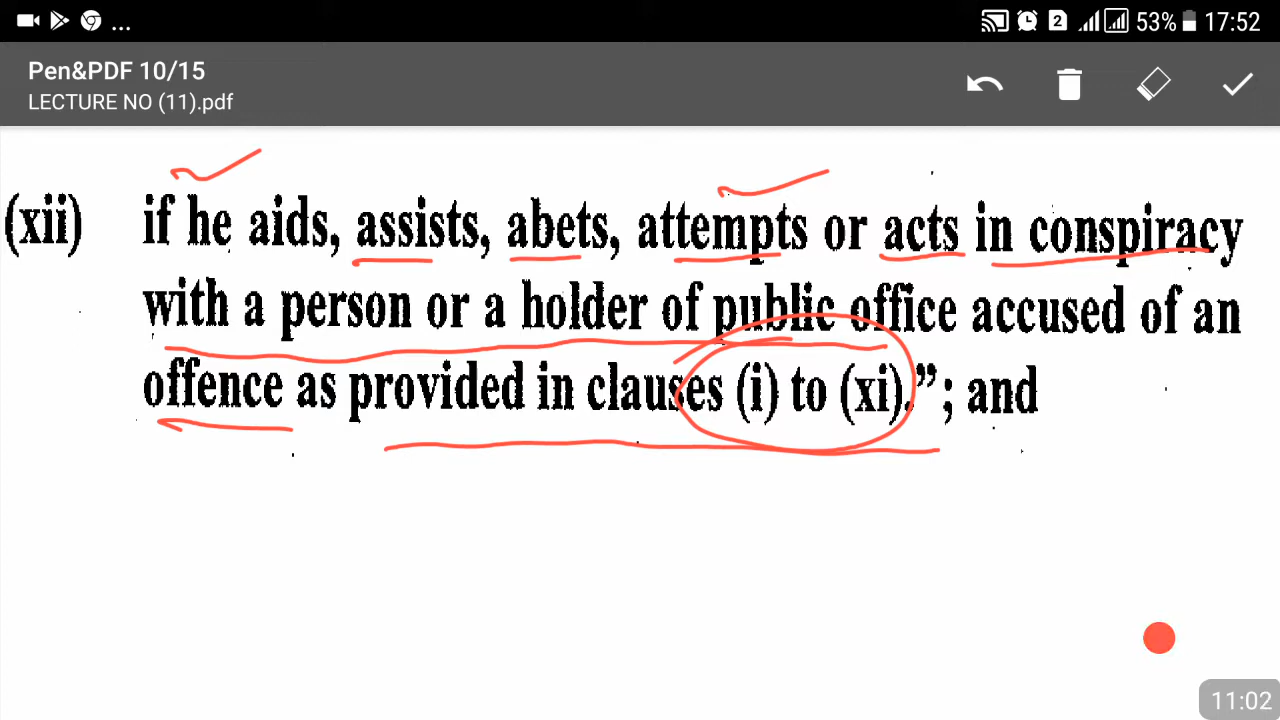 ... 2 53% 17:52
Pen&PDF 10/15
LECTURE NO (11).pdf
(xii) if he aids, assists, abets, attempts or acts in conspiracy
with a person or a holder of public office accused of an
offence as provided in clauses (i) to (xi).”; and
11:02